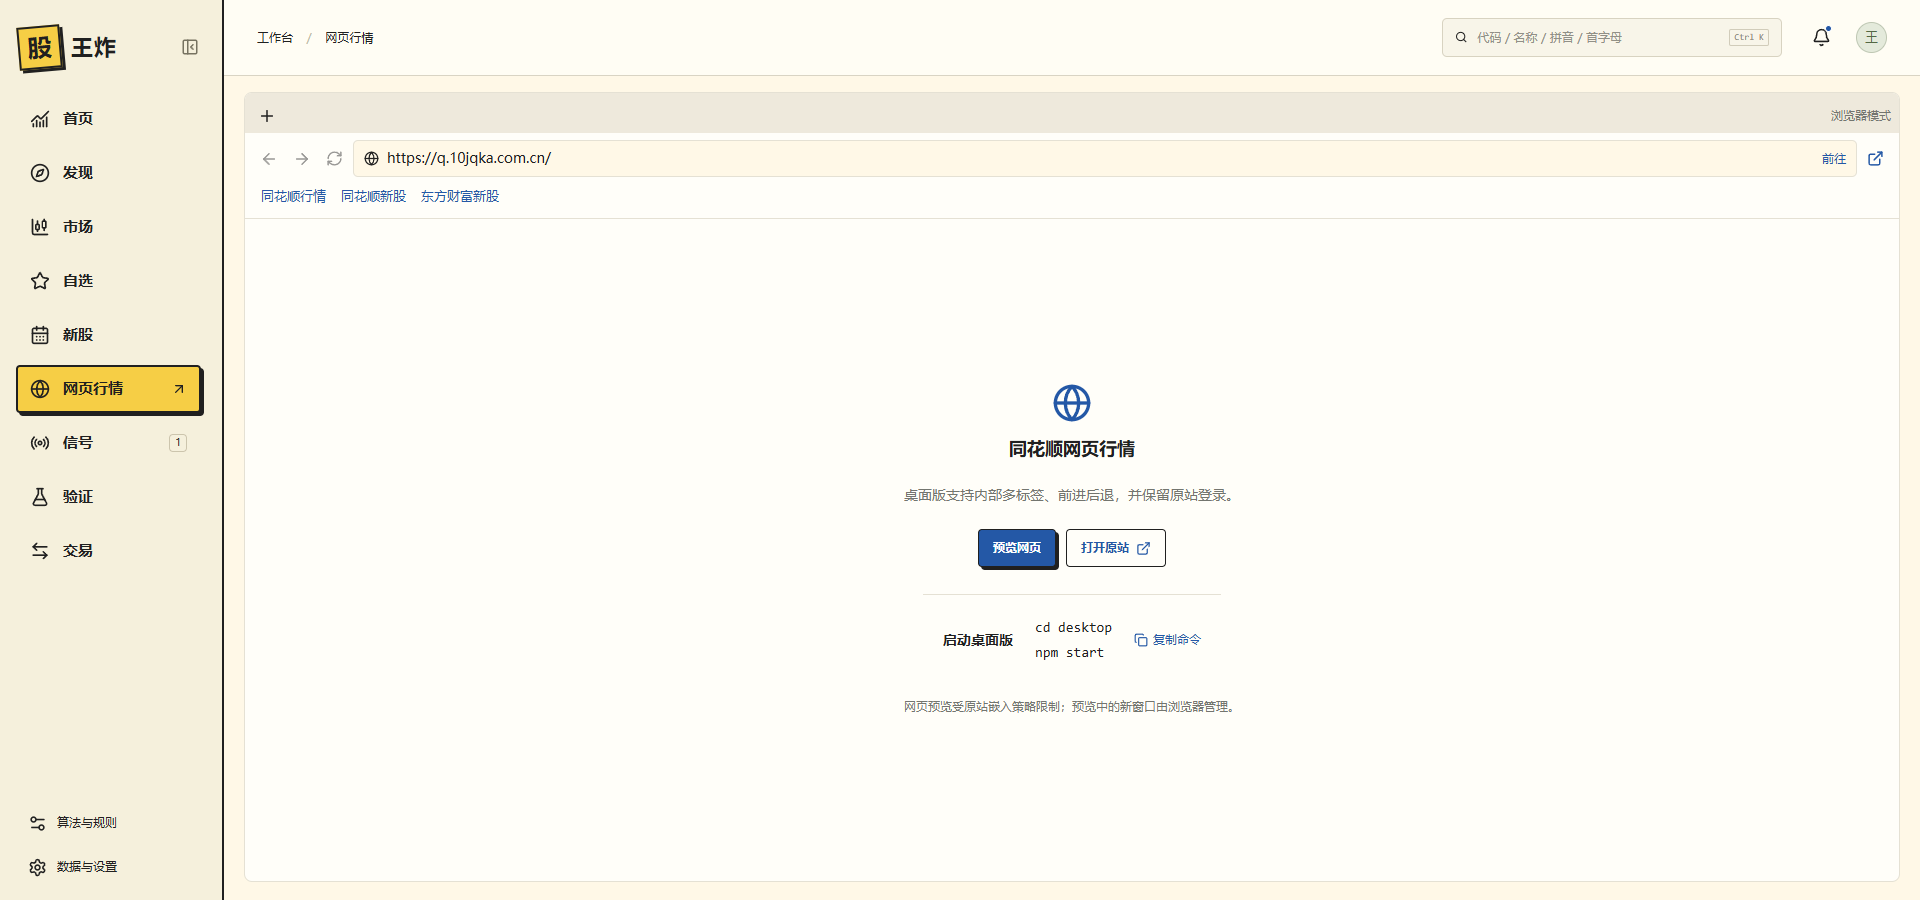 股 王炸
首页
发现
市场
自选
新股
网页行情
信号 1
验证
交易
算法与规则
数据与设置
工作台 / 网页行情
代码 / 名称 / 拼音 / 首字母 Ctrl K
王
浏览器模式
https://q.10jqka.com.cn/ 前往
同花顺行情 同花顺新股 东方财富新股
同花顺网页行情
桌面版支持内部多标签、前进后退，并保留原站登录。
预览网页 打开原站
启动桌面版
cd desktop
npm start
复制命令
网页预览受原站嵌入策略限制；预览中的新窗口由浏览器管理。